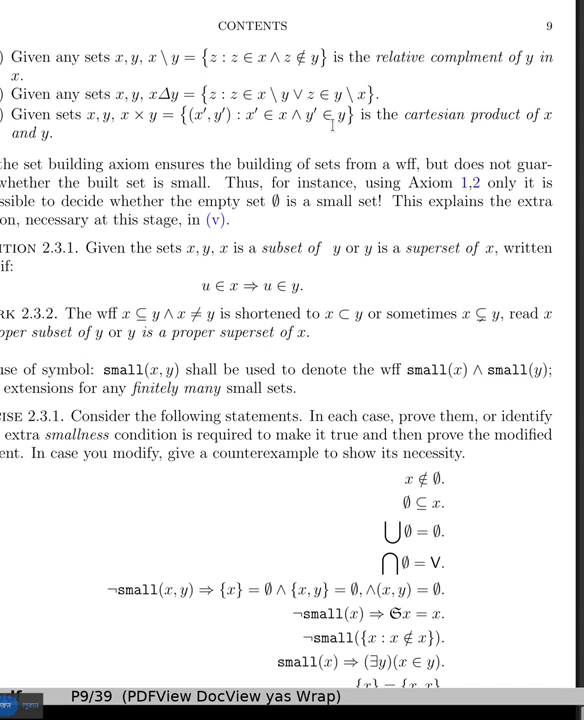 CONTENTS 9
) Given any sets x, y, x \ y = {z : z ∈ x ∧ z ∉ y} is the relative complment of y in
x.
) Given any sets x, y, x∆y = {z : z ∈ x \ y ∨ z ∈ y \ x}.
) Given sets x, y, x × y = {(x′, y′) : x′ ∈ x ∧ y′ ∈ y} is the cartesian product of x
and y.
the set building axiom ensures the building of sets from a wff, but does not guar-
whether the built set is small. Thus, for instance, using Axiom 1,2 only it is
ssible to decide whether the empty set ∅ is a small set! This explains the extra
on, necessary at this stage, in (v).
ITION 2.3.1. Given the sets x, y, x is a subset of y or y is a superset of x, written
if:
u ∈ x ⇒ u ∈ y.
RK 2.3.2. The wff x ⊆ y ∧ x ≠ y is shortened to x ⊂ y or sometimes x ⊊ y, read x
oper subset of y or y is a proper superset of x.
use of symbol: small(x, y) shall be used to denote the wff small(x) ∧ small(y);
extensions for any finitely many small sets.
ISE 2.3.1. Consider the following statements. In each case, prove them, or identify
extra smallness condition is required to make it true and then prove the modified
ent. In case you modify, give a counterexample to show its necessity.
x ∉ ∅.
∅ ⊆ x.
⋃∅ = ∅.
⋂∅ = V.
¬small(x, y) ⇒ {x} = ∅ ∧ {x, y} = ∅, ∧(x, y) = ∅.
¬small(x) ⇒ 𝔖x = x.
¬small({x : x ∉ x}).
small(x) ⇒ (∃y)(x ∈ y).
{x} = {x, x}
P9/39 (PDFView DocView yas Wrap)